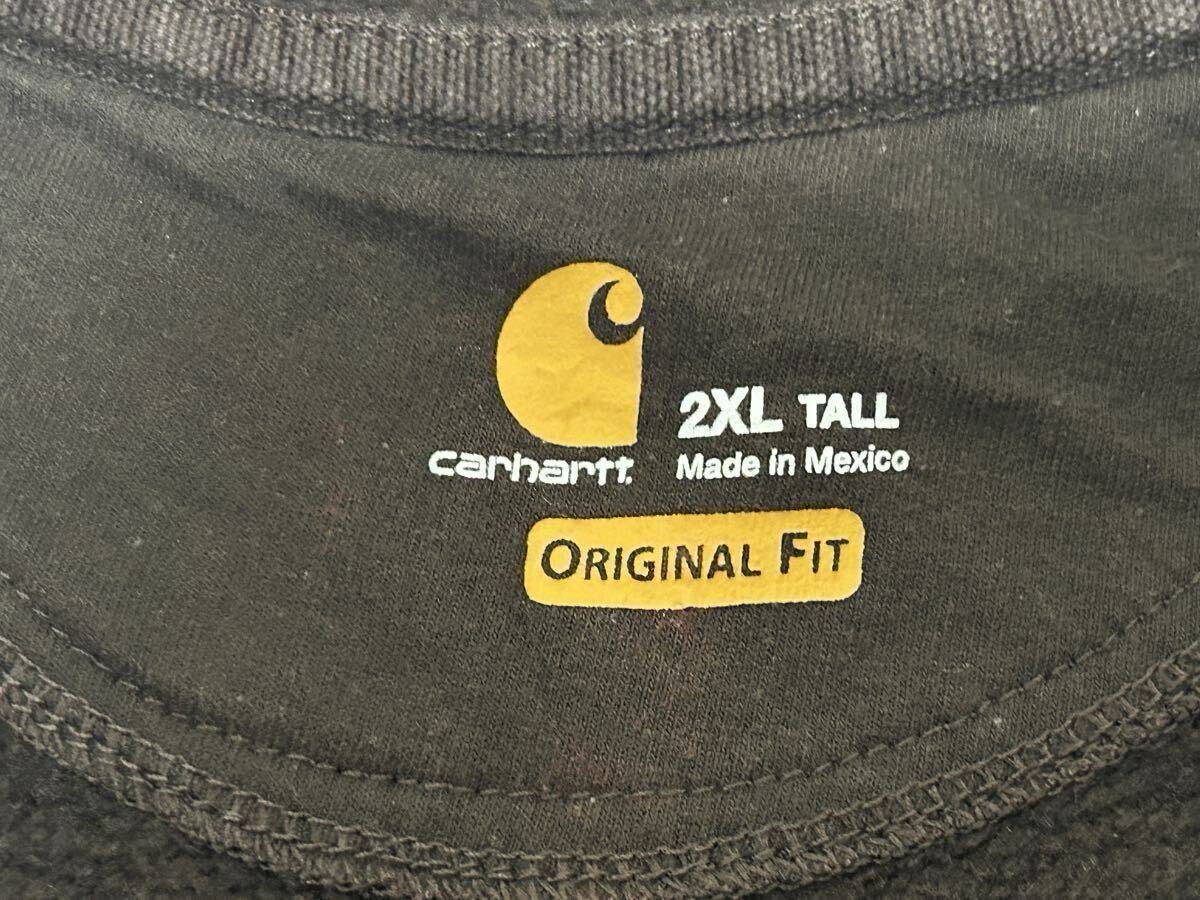 carhartt
2XL TALL
Made in Mexico
ORIGINAL FIT